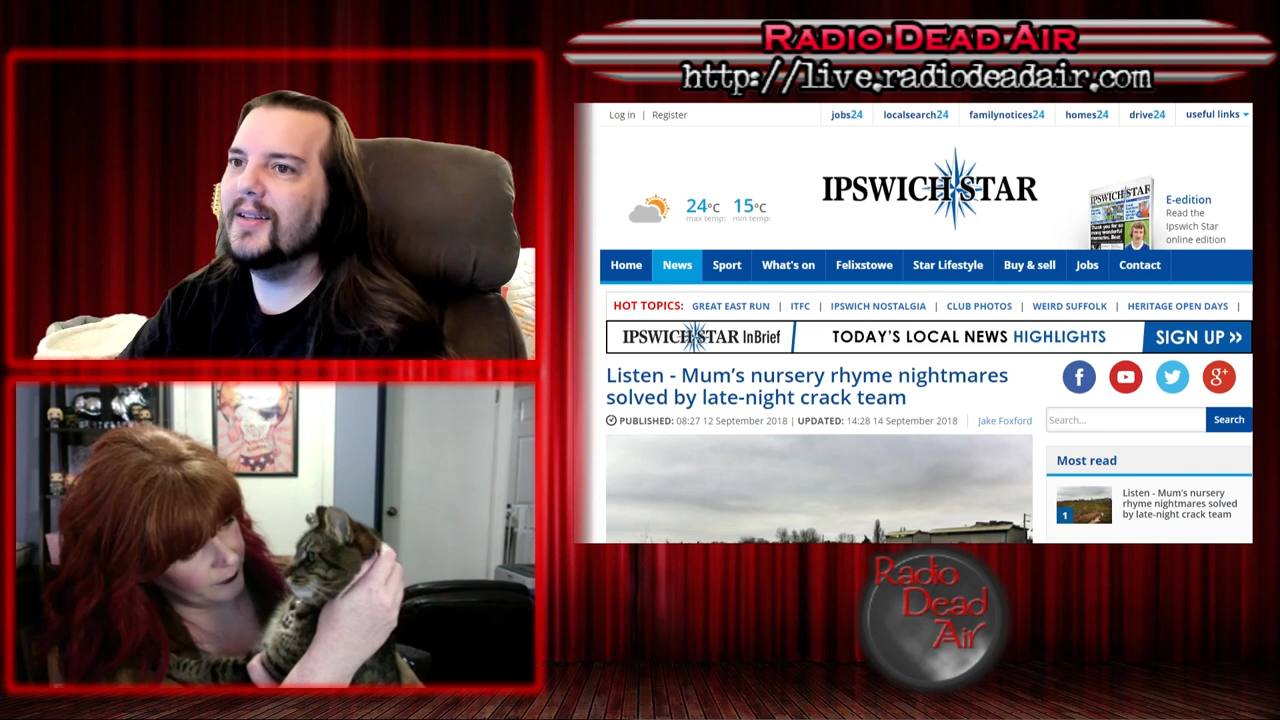 RADIO DEAD AIR
http://live.radiodeadair.com
Log in | Register
jobs24 localsearch24 familynotices24 homes24 drive24 useful links
24°C 15°C
max temp: min temp:
IPSWICH STAR
IPSWICH STAR
E-edition
Read the
Ipswich Star
online edition
Home News Sport What's on Felixstowe Star Lifestyle Buy & sell Jobs Contact
HOT TOPICS: GREAT EAST RUN | ITFC | IPSWICH NOSTALGIA | CLUB PHOTOS | WEIRD SUFFOLK | HERITAGE OPEN DAYS |
IPSWICH STAR InBrief TODAY'S LOCAL NEWS HIGHLIGHTS SIGN UP >>
Listen - Mum's nursery rhyme nightmares
solved by late-night crack team
PUBLISHED: 08:27 12 September 2018 | UPDATED: 14:28 14 September 2018 Jake Foxford
f g+
Search... Search
Most read
1
Listen - Mum's nursery
rhyme nightmares solved
by late-night crack team
Radio
Dead
Air